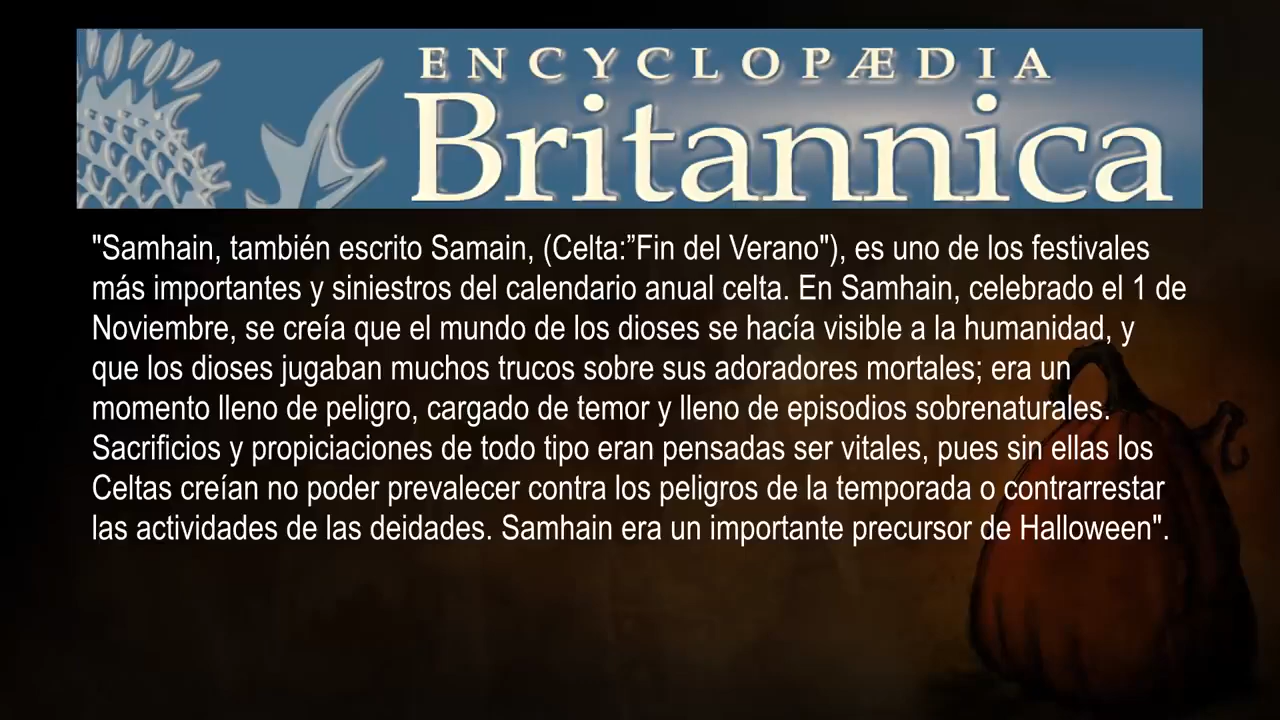 ENCYCLOPÆDIA
Britannica
"Samhain, también escrito Samain, (Celta:”Fin del Verano"), es uno de los festivales
más importantes y siniestros del calendario anual celta. En Samhain, celebrado el 1 de
Noviembre, se creía que el mundo de los dioses se hacía visible a la humanidad, y
que los dioses jugaban muchos trucos sobre sus adoradores mortales; era un
momento lleno de peligro, cargado de temor y lleno de episodios sobrenaturales.
Sacrificios y propiciaciones de todo tipo eran pensadas ser vitales, pues sin ellas los
Celtas creían no poder prevalecer contra los peligros de la temporada o contrarrestar
las actividades de las deidades. Samhain era un importante precursor de Halloween".